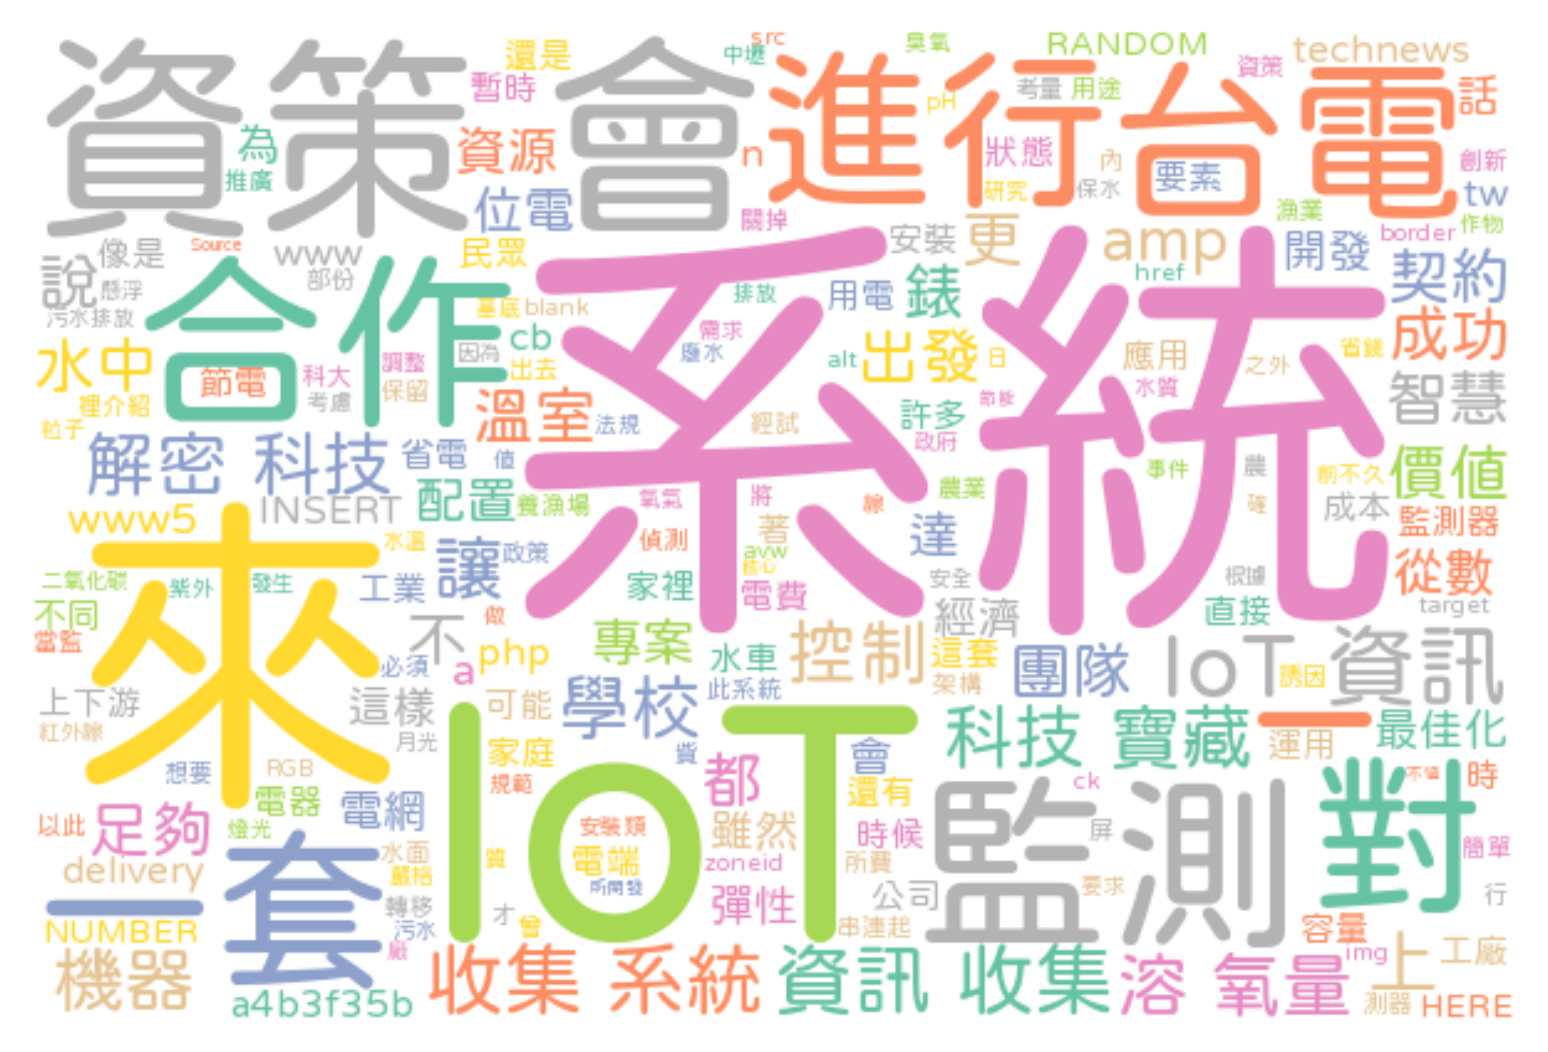 資策會
進行台電
系統
合作
來
IoT
監測
對
套
一
src
中壢
還是
暫時
臭氧
RANDOM
technews
資策
考量
用途
pH
話
為
推廣
資源
n
狀態
內
要素
創新
研究
保水
tw
位電
關掉
漁業
作物
border
像是
Source
www
部份
民眾
安裝
更
amp
開發
說
懸浮
污水排放
基底
blank
排放
用電
錶
href
契約
水中
節電
科大
調整
因為
cb
需求
廢水
alt
出發
日
應用
之外
省錢
成功
裡介紹
考慮
保留
出去
粒子
溫室
法規
經試
許多
政府
水質
智慧
解密 科技
省電
值
農業
事件
農
前不久
價值
www5
INSERT
配置
養漁場
氧氣
將
線
著
達
成本
監測器
水溫
讓
政策
偵測
avw
核心
二氧化碳
紫外
發生
工業
家裡
電費
安全
根據
從數
不同
當監
做
不
經濟
直接
target
必須
a
php
專案
水車
控制
這套
架構
團隊
IoT
誘因
資訊
上下游
這樣
可能
學校
此系統
紅外線
月光
家庭
都
會
科技 寶藏
一
運用
最佳化
想要
RGB
規範
還有
ck
時
以此
足夠
電器
燈光
電網
安裝類
電端
所開發
雖然
時候
屏
簡單
delivery
水面
嚴格
質
zoneid
所費
要求
轉移
污水
才
曾
彈性
公司
串連起
行
NUMBER
容量
機器
廠
img
上
工廠
a4b3f35b
收集 系統
資訊 收集
溶 氧量
測器
HERE